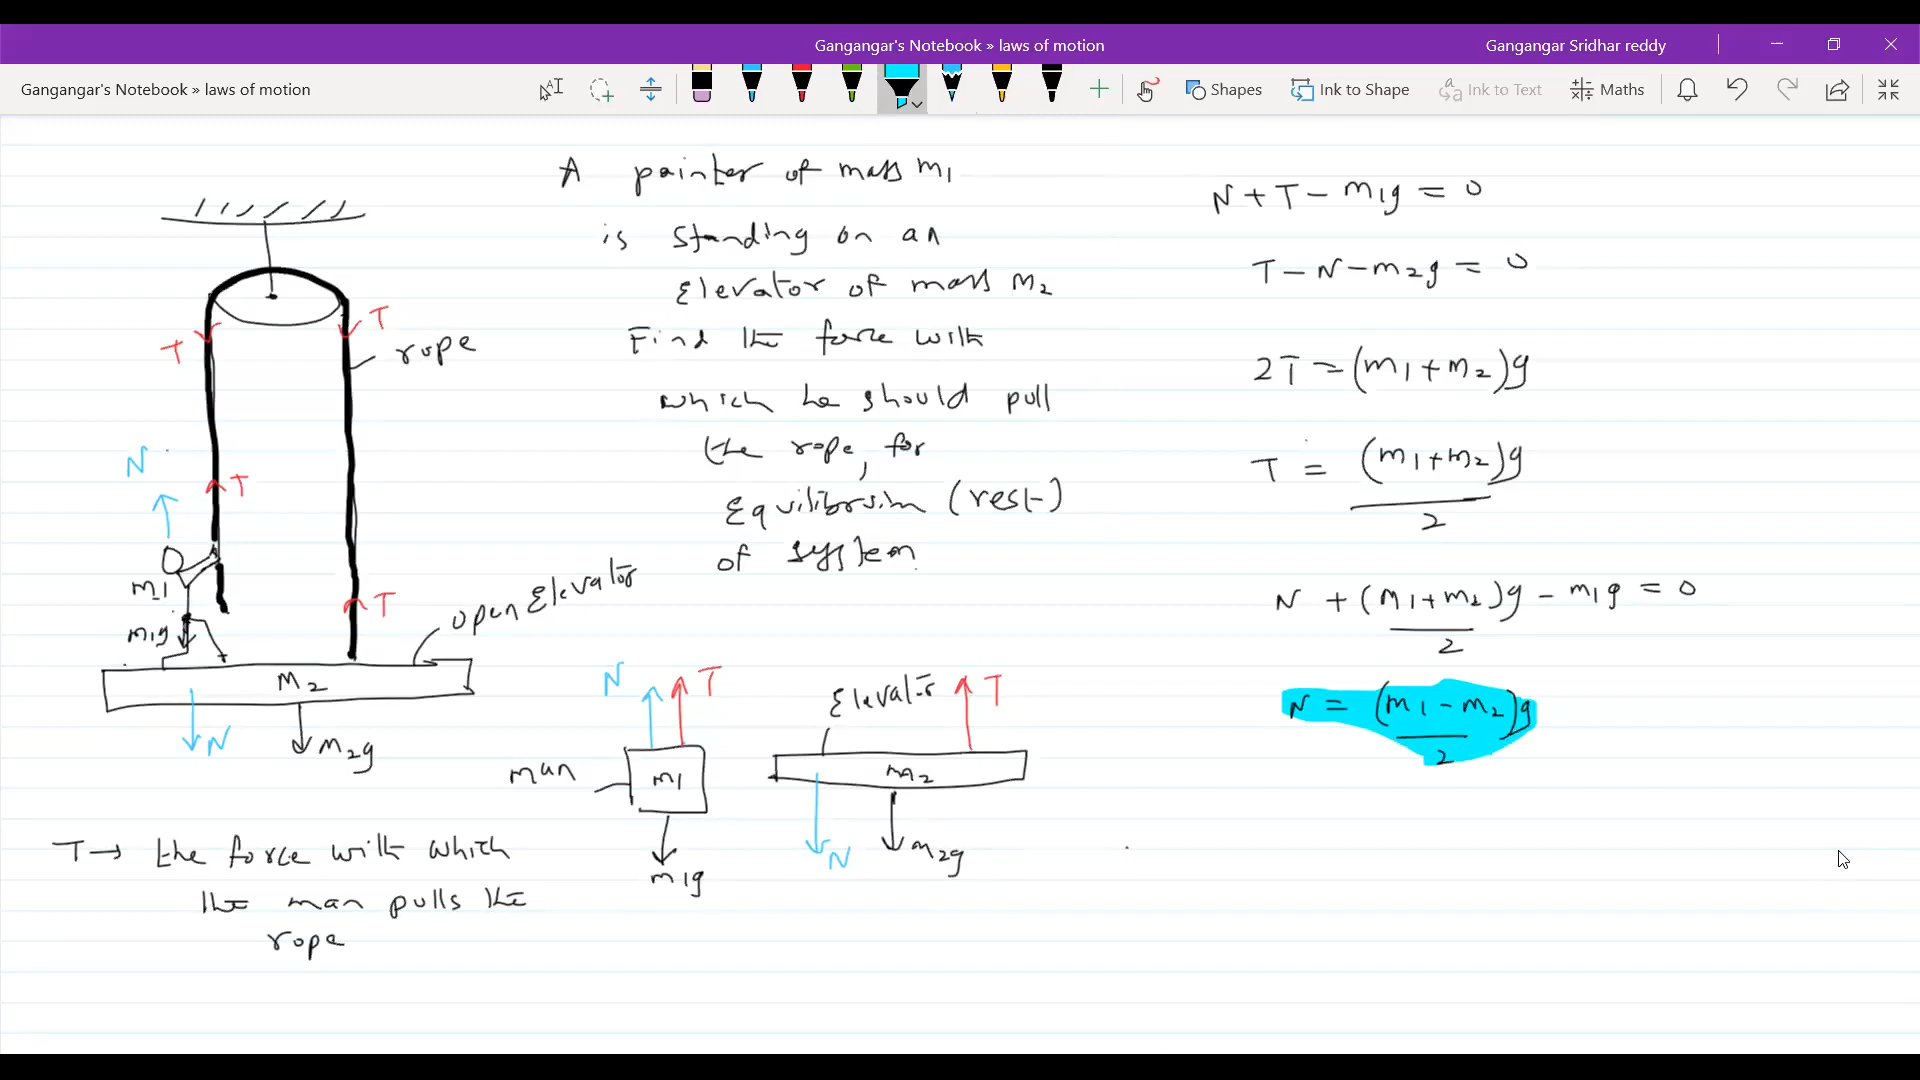 Gangangar's Notebook » laws of motion
Gangangar Sridhar reddy
Gangangar's Notebook » laws of motion
Shapes
Ink to Shape
Ink to Text
Maths
A painter of mass m1
is standing on an
Elevator of mass M2
Find the force with
which he should pull
the rope, for
Equilibrium (rest)
of system.
T
T
rope
N
T
m1
m1g
T
open Elevator
M2
N
m2g
T → the force with which
the man pulls the
rope
N
T
man
m1
m1g
Elevator
T
m2
N
m2g
N + T - m1g = 0
T - N - m2g = 0
2T = (m1+m2)g
T = (m1+m2)g
2
N + (m1+m2)g - m1g = 0
2
N = (m1 - m2)g
2